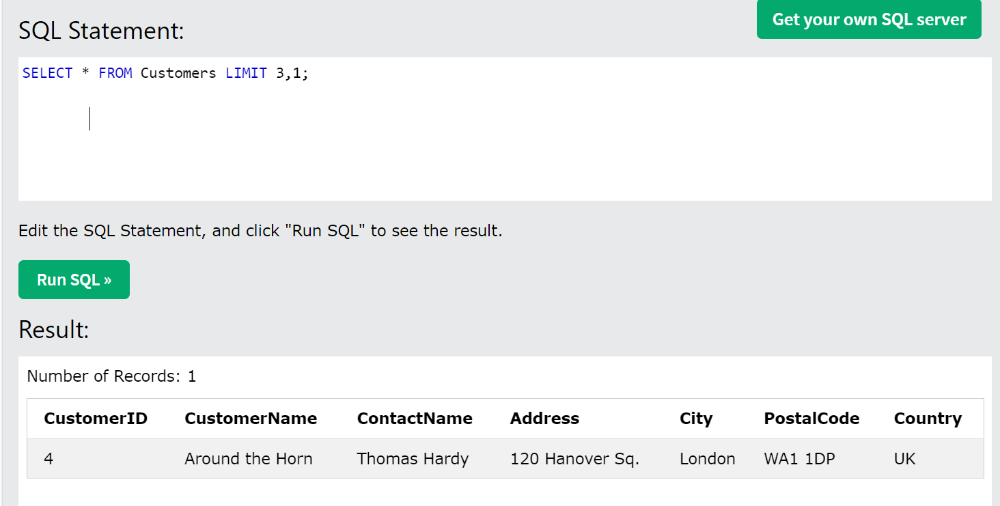 SQL Statement:
Get your own SQL server
SELECT * FROM Customers LIMIT 3,1;
Edit the SQL Statement, and click "Run SQL" to see the result.
Run SQL »
Result:
Number of Records: 1
CustomerID CustomerName ContactName Address City PostalCode Country
4 Around the Horn Thomas Hardy 120 Hanover Sq. London WA1 1DP UK